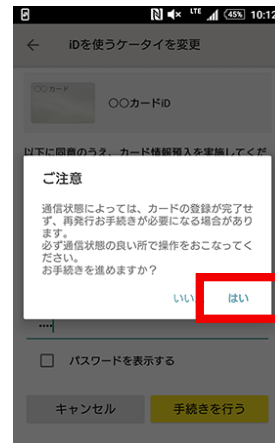 LTE 45% 10:12
← iDを使うケータイを変更
○○カード
○○カードiD
以下に同意のうえ、カード情報預入を実施してくだ
ご注意
通信状態によっては、カードの登録が完了せ
ず、再発行お手続きが必要になる場合があり
ます。
必ず通信状態の良い所で操作をおこなってく
ださい。
お手続きを進めますか？
いい
はい
••••
パスワードを表示する
キャンセル
手続きを行う